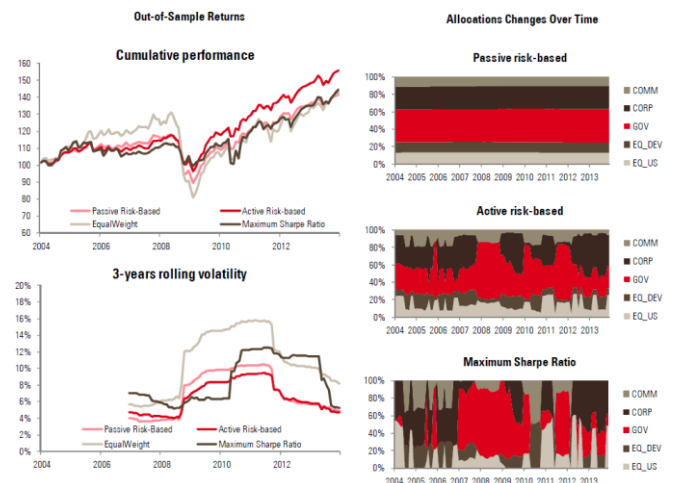 Out-of-Sample Returns
Cumulative performance
160
150
140
130
120
110
100
90
80
70
60
Passive Risk-Based
Active Risk-based
EqualWeight
Maximum Sharpe Ratio
2004
2006
2008
2010
2012
3-years rolling volatility
20%
18%
16%
14%
12%
10%
8%
6%
4%
2%
0%
Passive Risk-Based
Active Risk-Based
EqualWeight
Maximum Sharpe Ratio
2004
2006
2008
2010
2012
Allocations Changes Over Time
Passive risk-based
100%
80%
60%
40%
20%
0%
2004 2005 2006 2007 2008 2009 2010 2011 2012 2013
COMM
CORP
GOV
EQ_DEV
EQ_US
Active risk-based
100%
80%
60%
40%
20%
0%
2004 2005 2006 2007 2008 2009 2010 2011 2012 2013
COMM
CORP
GOV
EQ_DEV
EQ_US
Maximum Sharpe Ratio
100%
80%
60%
40%
20%
0%
2004 2005 2006 2007 2008 2009 2010 2011 2012 2013
COMM
CORP
GOV
EQ_DEV
EQ_US